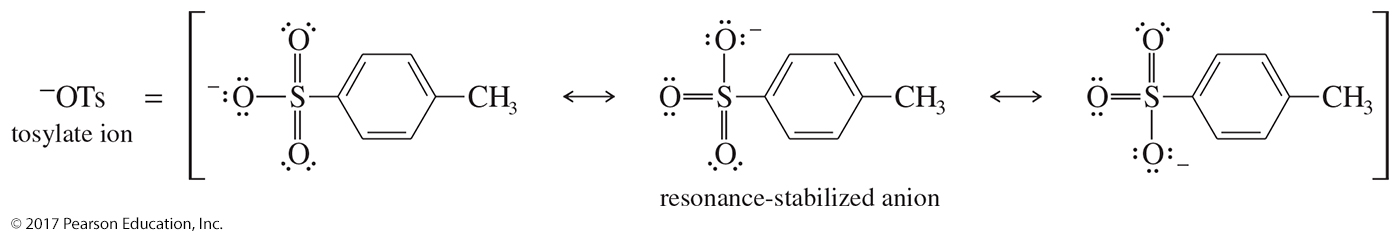 ⁻OTs = [ ⁻:O—S(=O)(=O)—CH₃ ↔ O=S(O:⁻)(=O)—CH₃ ↔ O=S(=O)(:O:⁻)—CH₃ ]
tosylate ion
resonance-stabilized anion
© 2017 Pearson Education, Inc.